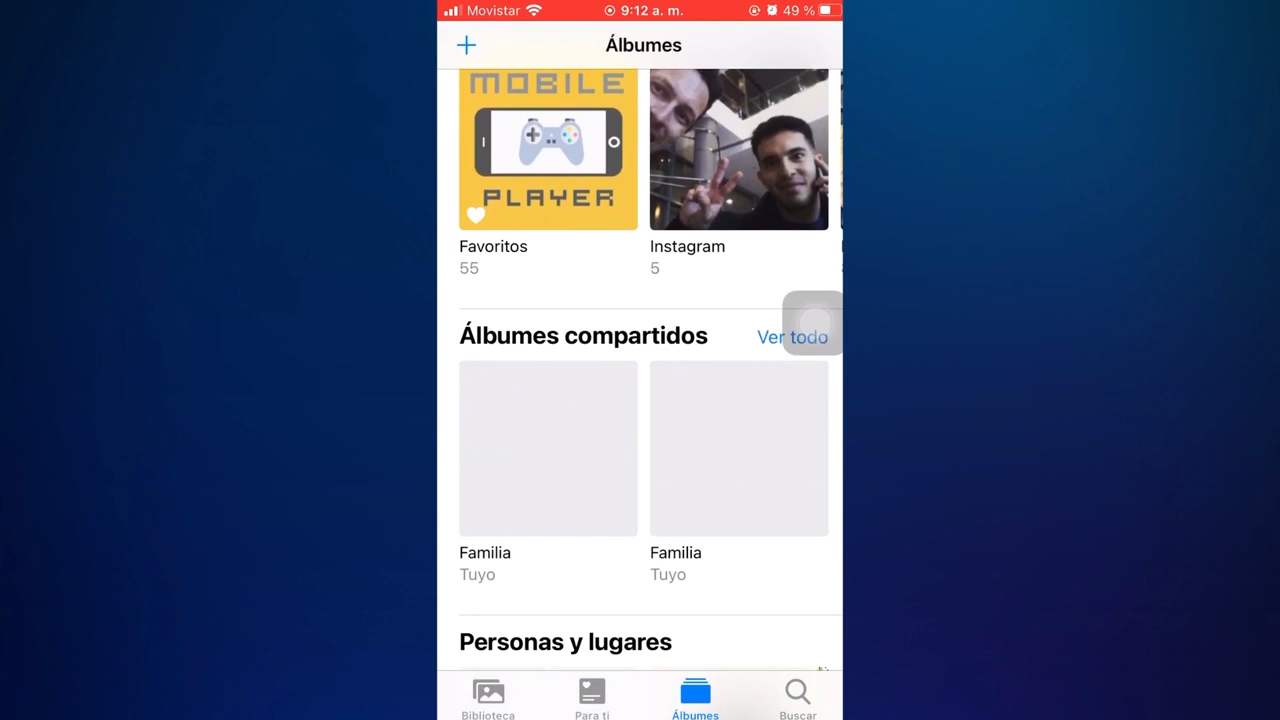 Movistar 9:12 a. m. 49 %
Álbumes
MOBILE
PLAYER
Favoritos
55
Instagram
5
Álbumes compartidos
Ver todo
Familia
Tuyo
Familia
Tuyo
Personas y lugares
Biblioteca
Para ti
Álbumes
Buscar